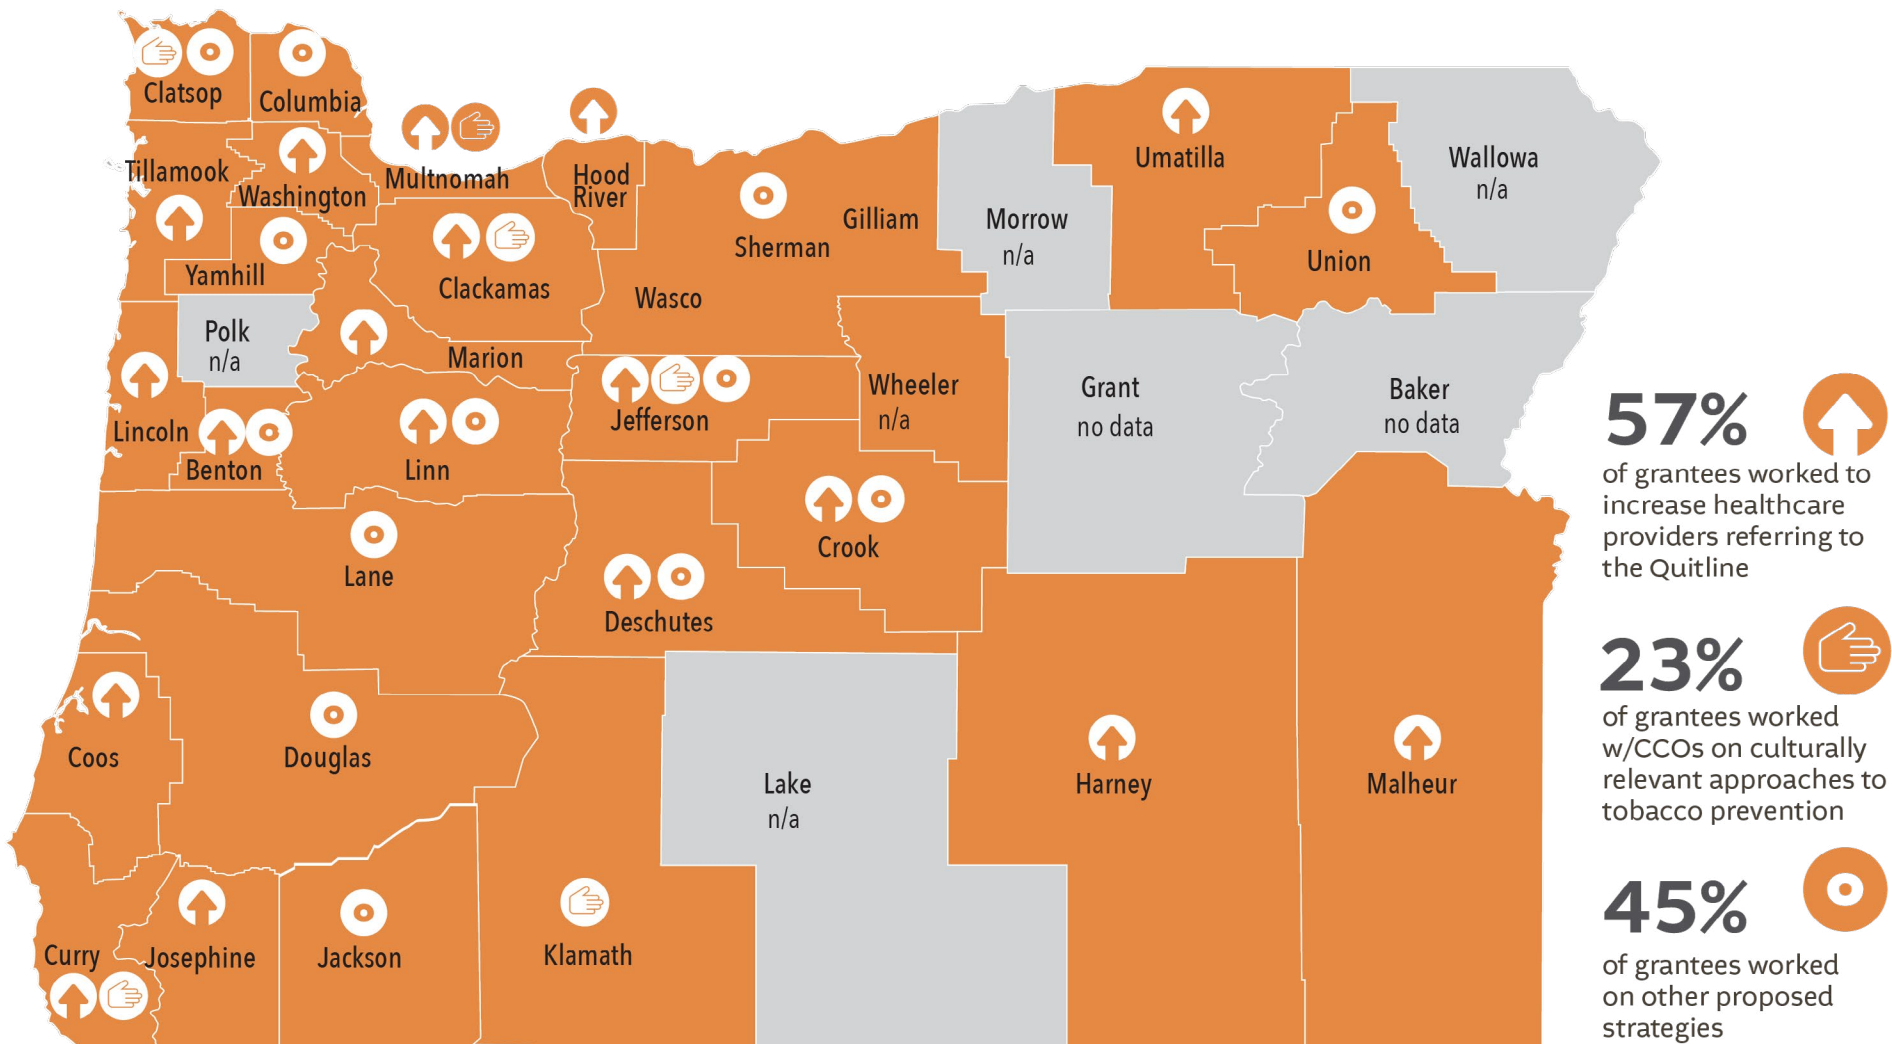 Clatsop
Columbia
Tillamook
Washington
Multnomah
Hood
River
Umatilla
Wallowa
n/a
Yamhill
Clackamas
Sherman
Gilliam
Morrow
n/a
Union
Wasco
Polk
n/a
Marion
Lincoln
Benton
Linn
Jefferson
Wheeler
n/a
Grant
no data
Baker
no data
Lane
Deschutes
Crook
Coos
Douglas
Lake
n/a
Harney
Malheur
Curry
Josephine
Jackson
Klamath
57%
of grantees worked to
increase healthcare
providers referring to
the Quitline
23%
of grantees worked
w/CCOs on culturally
relevant approaches to
tobacco prevention
45%
of grantees worked
on other proposed
strategies